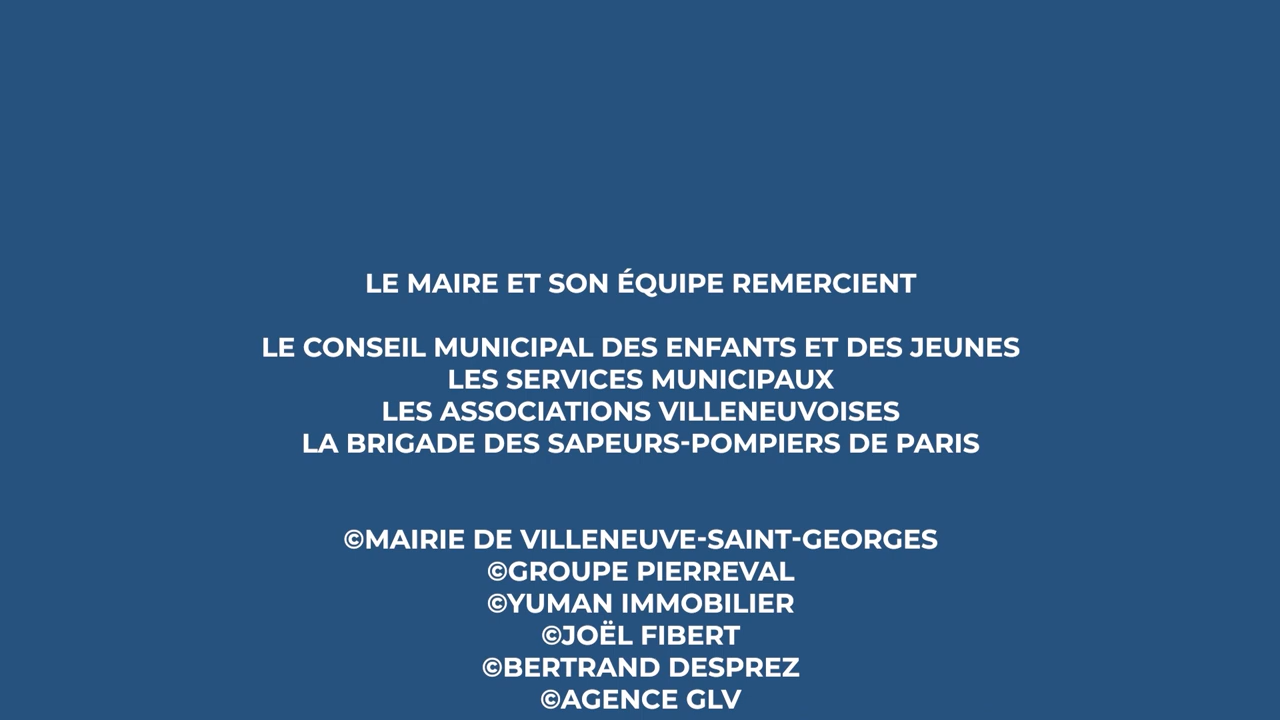 LE MAIRE ET SON ÉQUIPE REMERCIENT
LE CONSEIL MUNICIPAL DES ENFANTS ET DES JEUNES
LES SERVICES MUNICIPAUX
LES ASSOCIATIONS VILLENEUVOISES
LA BRIGADE DES SAPEURS-POMPIERS DE PARIS
©MAIRIE DE VILLENEUVE-SAINT-GEORGES
©GROUPE PIERREVAL
©YUMAN IMMOBILIER
©JOËL FIBERT
©BERTRAND DESPREZ
©AGENCE GLV